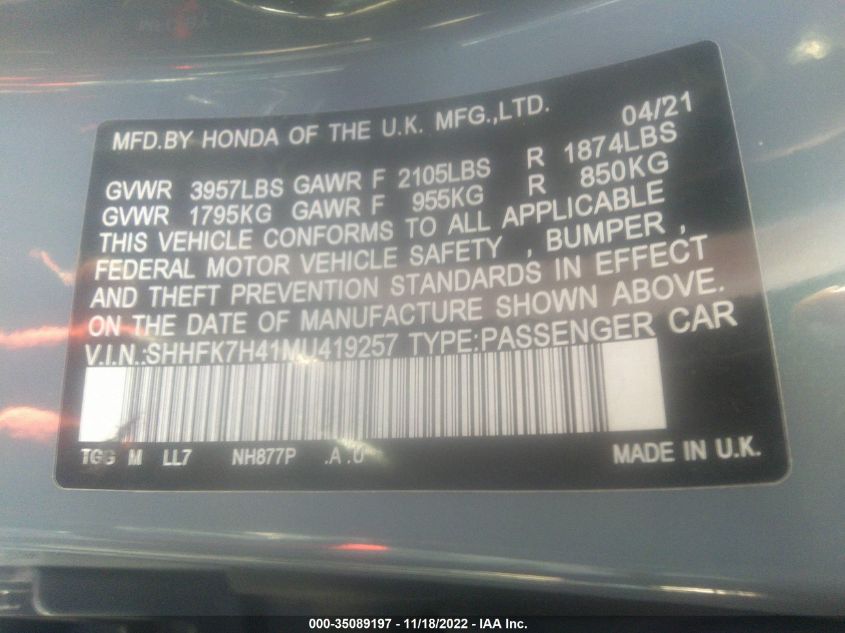 MFD.BY HONDA OF THE U.K. MFG.,LTD. 04/21
GVWR 3957LBS GAWR F 2105LBS R 1874LBS
GVWR 1795KG GAWR F 955KG R 850KG
THIS VEHICLE CONFORMS TO ALL APPLICABLE
FEDERAL MOTOR VEHICLE SAFETY , BUMPER ,
AND THEFT PREVENTION STANDARDS IN EFFECT
ON THE DATE OF MANUFACTURE SHOWN ABOVE.
V.I.N.:SHHFK7H41MU419257 TYPE:PASSENGER CAR
TGG M LL7 NH877P .A .U MADE IN U.K.
000-35089197 - 11/18/2022 - IAA Inc.